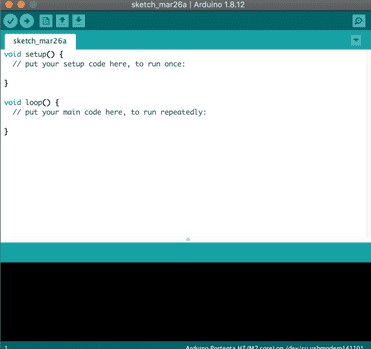 sketch_mar26a | Arduino 1.8.12
sketch_mar26a
void setup() {
// put your setup code here, to run once:
}
void loop() {
// put your main code here, to run repeatedly:
}
1
Arduino Portenta H7 (M7 core) on /dev/cu.usbmodem141101